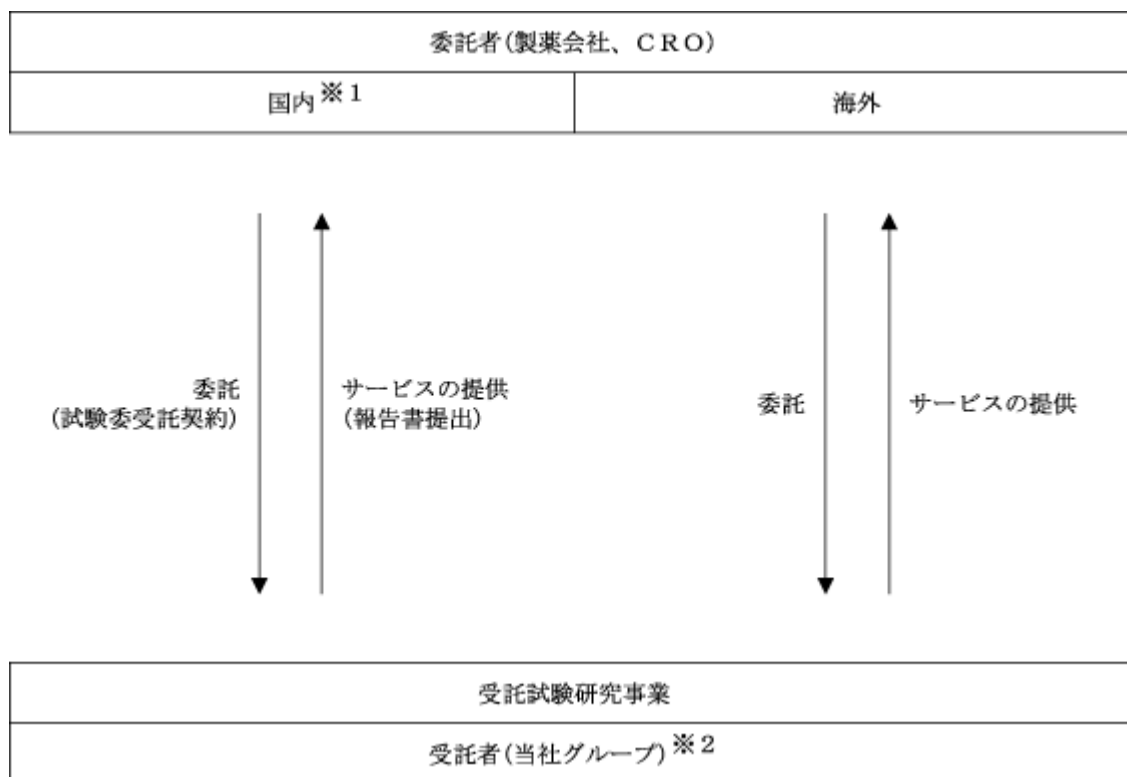 委託者(製薬会社、ＣＲＯ)
国内※１
海外
委託
(試験委受託契約)
サービスの提供
(報告書提出)
委託
サービスの提供
受託試験研究事業
受託者(当社グループ)※２